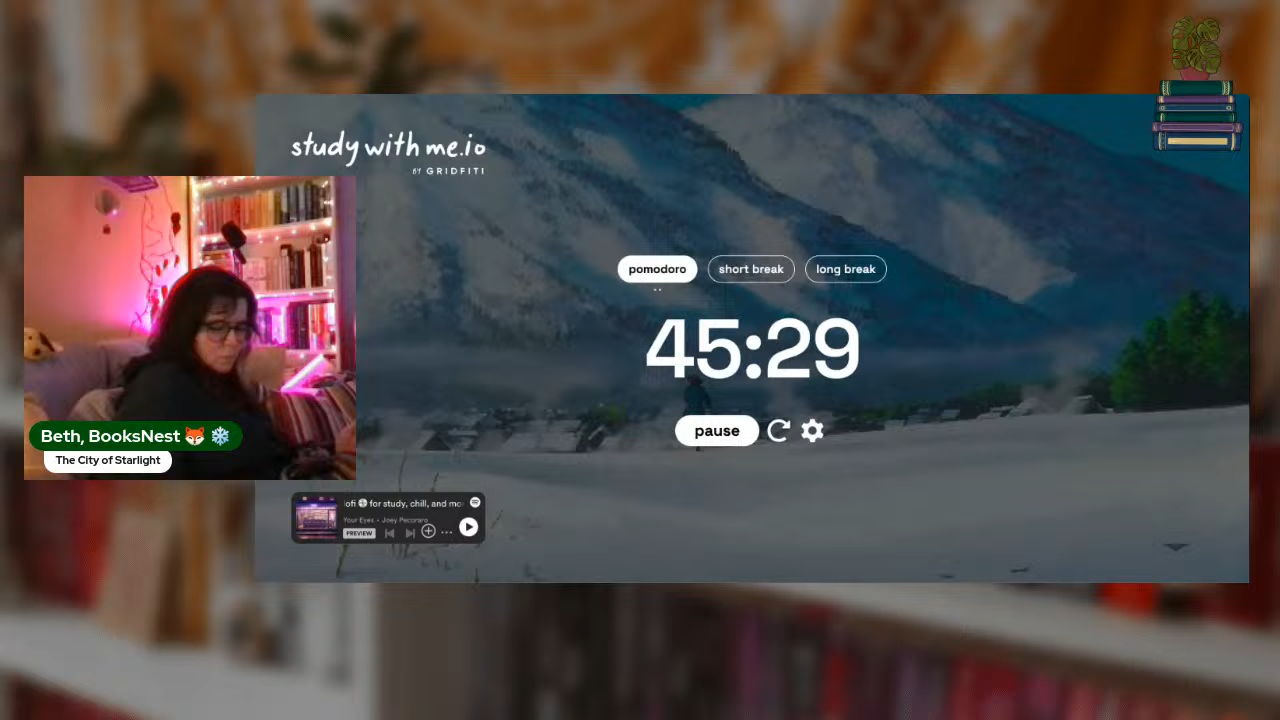 study with me.io
BY GRIDFITI
pomodoro
short break
long break
45:29
pause
Beth, BooksNest 🦊 ❄️
The City of Starlight
ofi 🌐 for study, chill, and mo
Your Eyes • Joey Pecoraro
PREVIEW